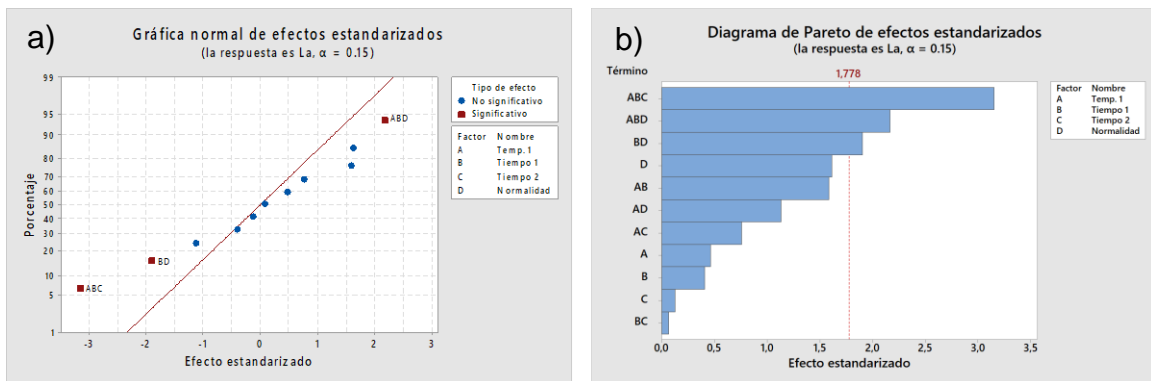 a)
Gráfica normal de efectos estandarizados
(la respuesta es La, α = 0.15)
Porcentaje
99
95
90
80
70
60
50
40
30
20
10
5
1
ABD
BD
ABC
-3 -2 -1 0 1 2 3
Efecto estandarizado
Tipo de efecto
No significativo
Significativo
Factor Nombre
A Temp.1
B Tiempo 1
C Tiempo 2
D Normalidad
b)
Diagrama de Pareto de efectos estandarizados
(la respuesta es La, α = 0.15)
Término
1,778
ABC
ABD
BD
D
AB
AD
AC
A
B
C
BC
0,0 0,5 1,0 1,5 2,0 2,5 3,0 3,5
Efecto estandarizado
Factor Nombre
A Temp. 1
B Tiempo 1
C Tiempo 2
D Normalidad